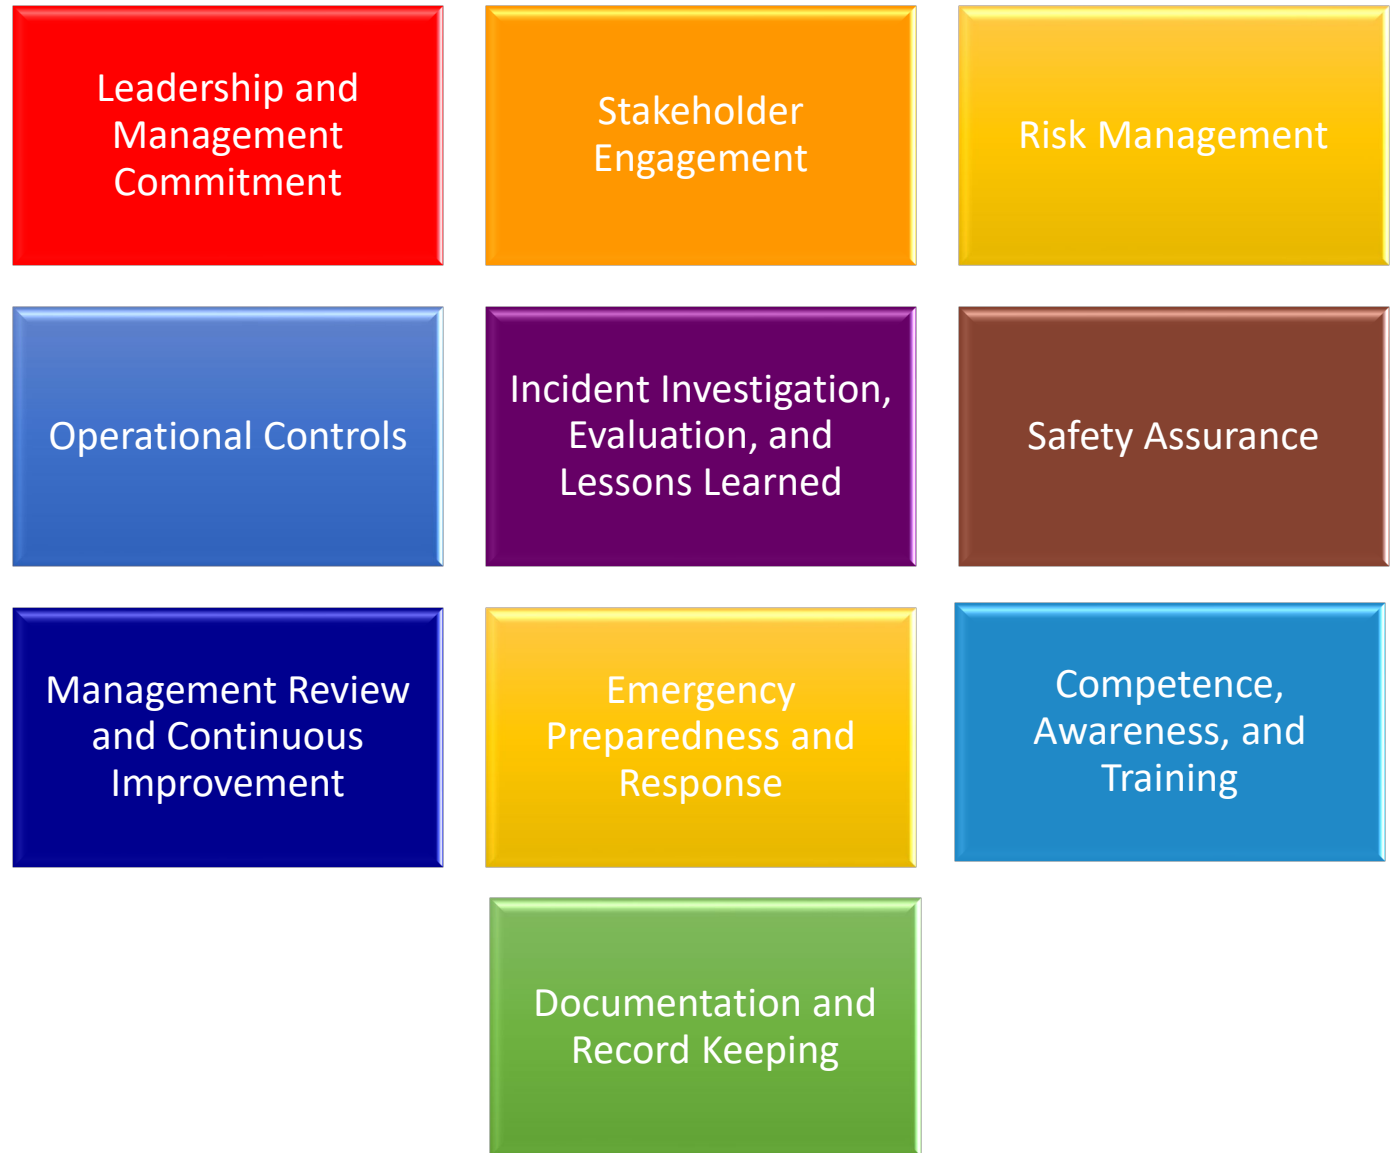 Leadership and
Management
Commitment
Stakeholder
Engagement
Risk Management
Operational Controls
Incident Investigation,
Evaluation, and
Lessons Learned
Safety Assurance
Management Review
and Continuous
Improvement
Emergency
Preparedness and
Response
Competence,
Awareness, and
Training
Documentation and
Record Keeping